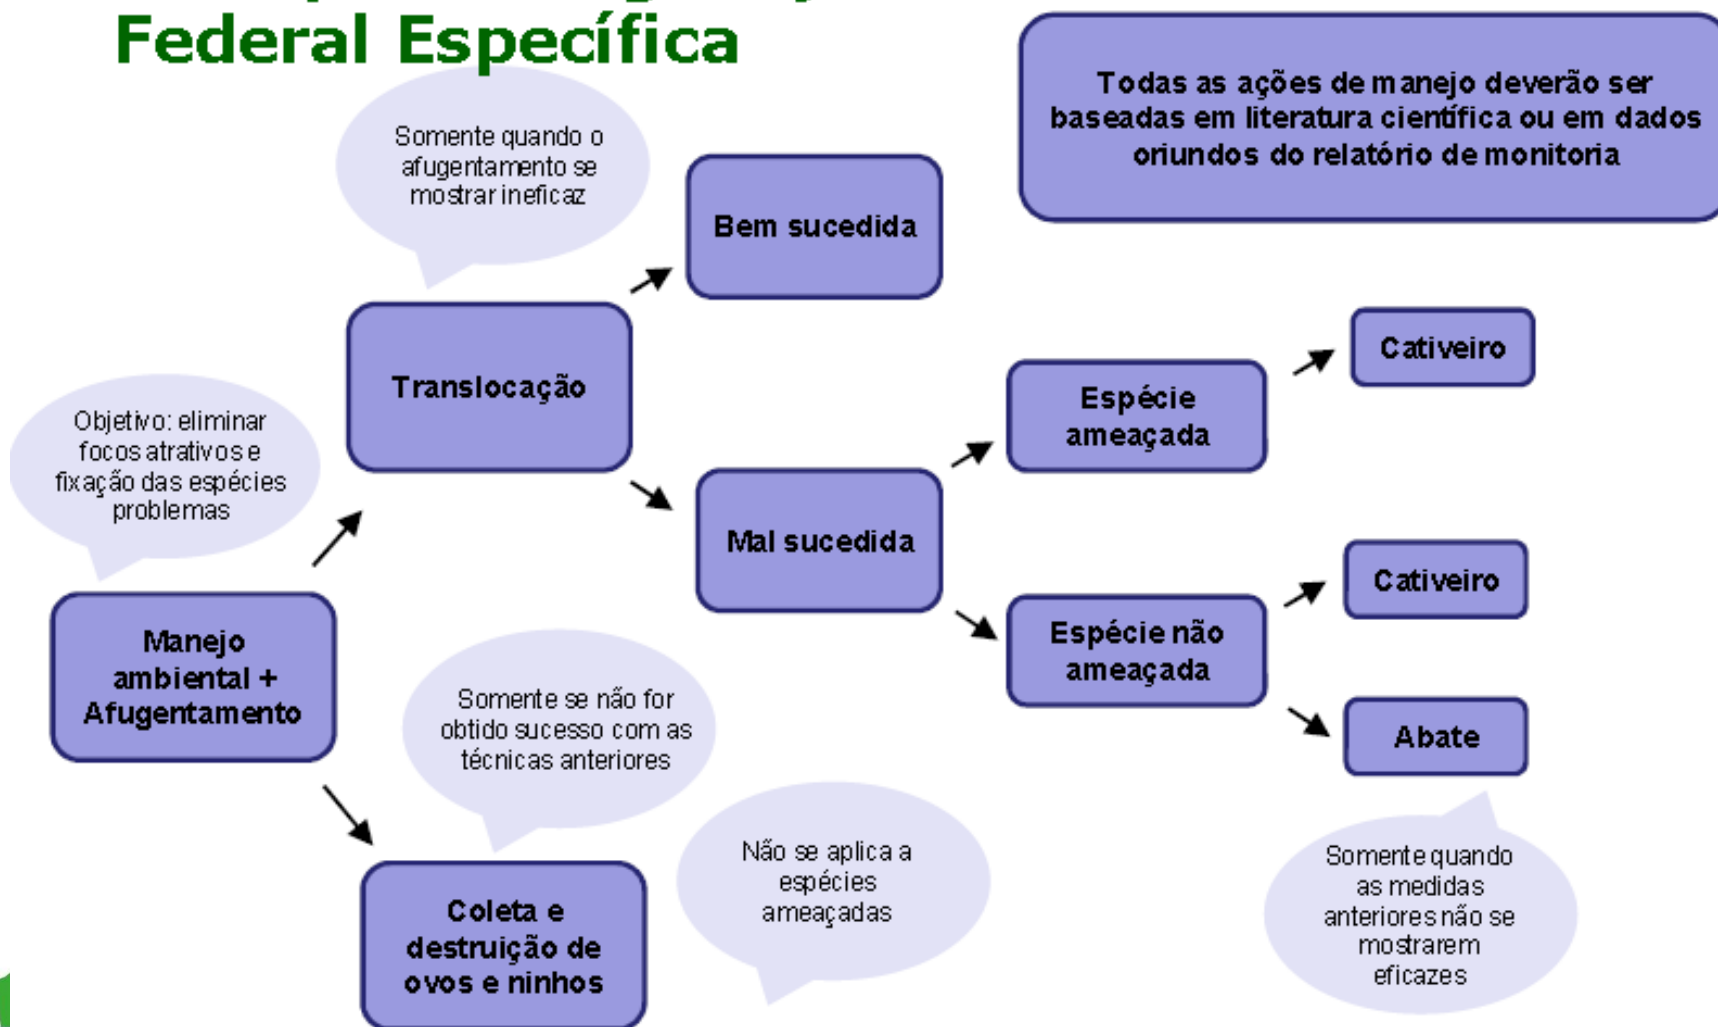 Federal Específica
Todas as ações de manejo deverão ser
baseadas em literatura científica ou em dados
oriundos do relatório de monitoria
Somente quando o
afugentamento se
mostrar ineficaz
Bem sucedida
Translocação
Cativeiro
Espécie
ameaçada
Objetivo: eliminar
focos atrativos e
fixação das espécies
problemas
Mal sucedida
Cativeiro
Manejo
ambiental +
Afugentamento
Espécie não
ameaçada
Somente se não for
obtido sucesso com as
técnicas anteriores
Abate
Não se aplica a
espécies
ameaçadas
Somente quando
as medidas
anteriores não se
mostrarem
eficazes
Coleta e
destruição de
ovos e ninhos